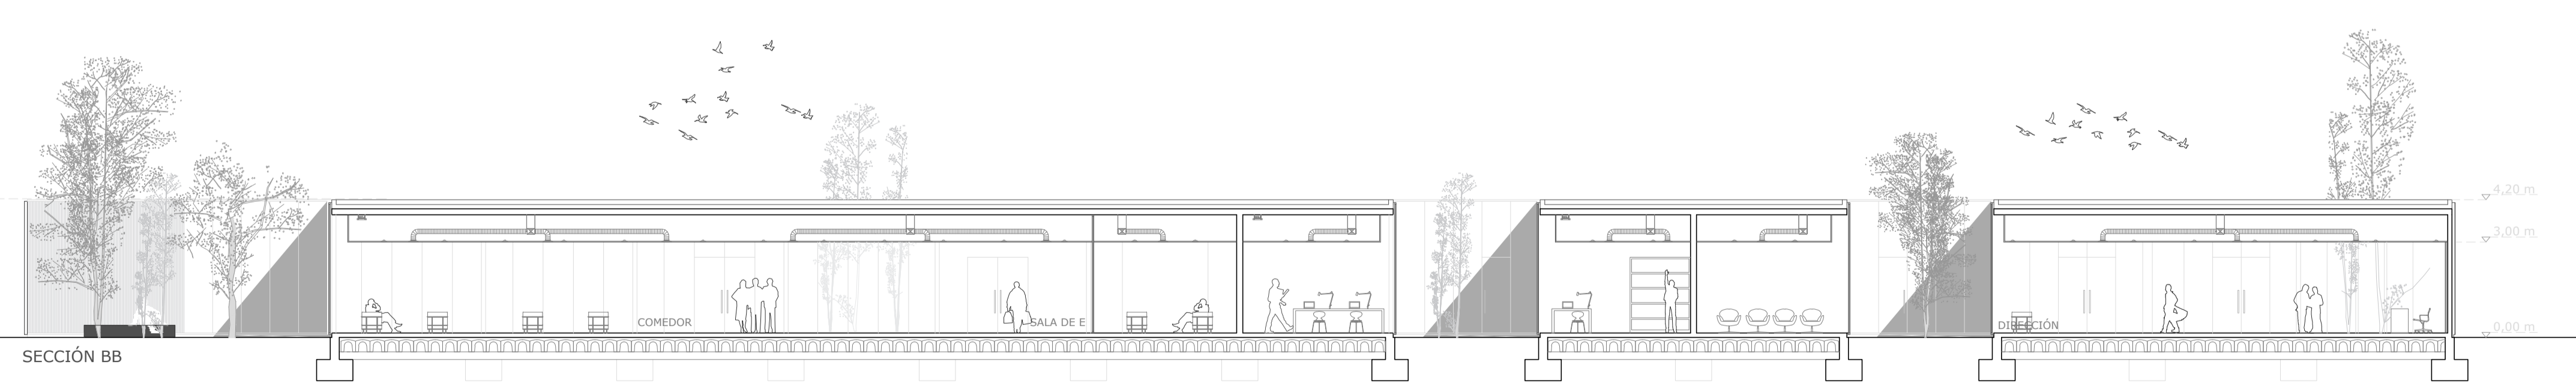 4,20 m
3,00 m
COMEDOR
SALA DE E
DIRECCIÓN
0,00 m
SECCIÓN BB